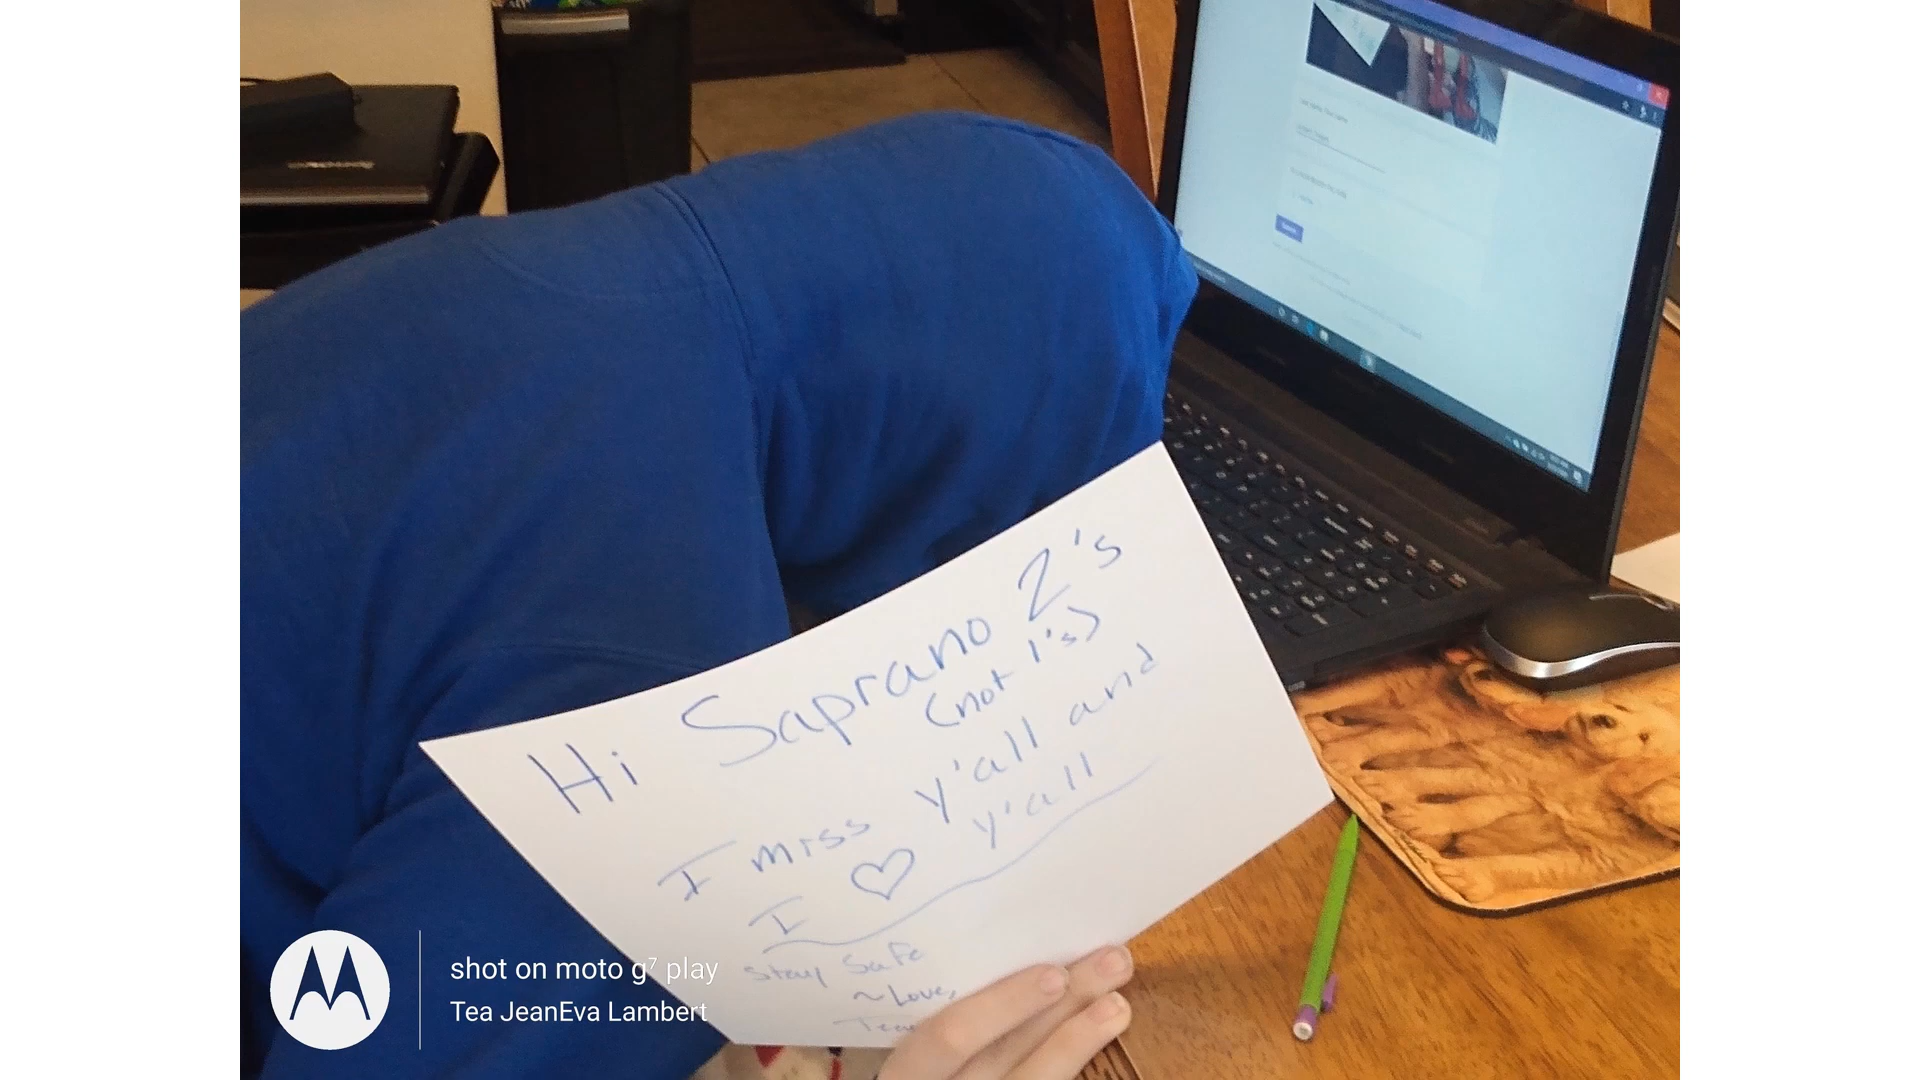 Hi Saprano 2's
(not 1's)
I miss y'all and
I ♡ y'all
Stay Safe
~Love,
Tea
shot on moto g⁷ play
Tea JeanEva Lambert